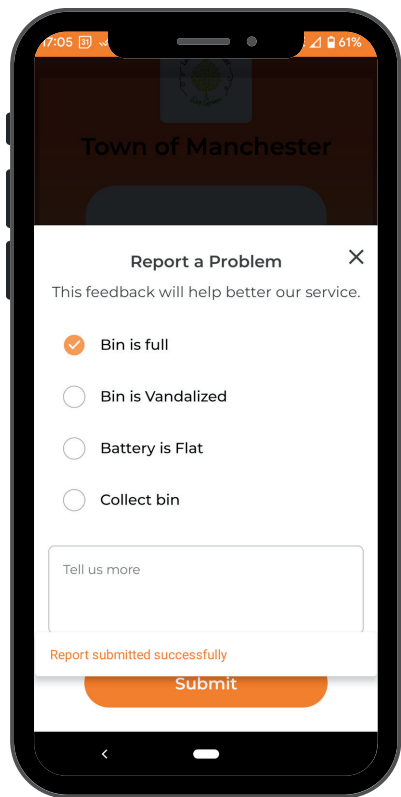 17:05
31
61%
Town of Manchester
Report a Problem
This feedback will help better our service.
Bin is full
Bin is Vandalized
Battery is Flat
Collect bin
Tell us more
Report submitted successfully
Submit